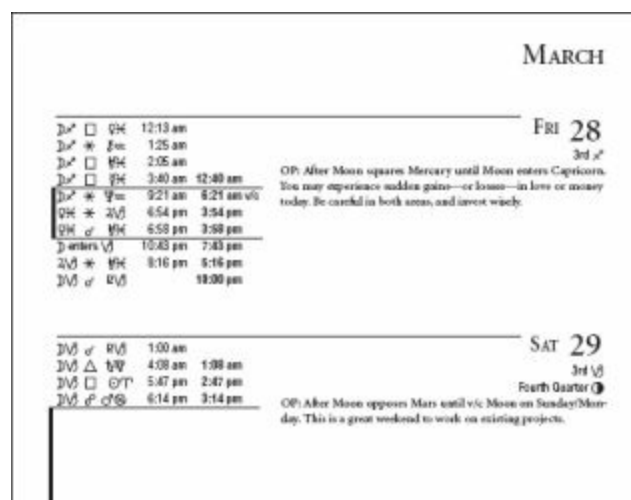 MARCH
FRI 28
3rd ♐
☽♐ □ ♀♓ 12:13 am
☽♐ ⚹ ⚷♒ 1:25 am
☽♐ □ ♅♓ 2:05 am
☽♐ □ ☿♓ 3:40 am 12:40 am
☽♐ ⚹ ♆♒ 9:21 am 6:21 am v/c
♀♓ ⚹ ♃♑ 6:54 pm 3:54 pm
☿♓ ☌ ♅♓ 6:58 pm 3:58 pm
☽ enters ♑ 10:43 pm 7:43 pm
♃♑ ⚹ ♅♓ 8:16 pm 5:16 pm
☽♑ ☌ ♇♑ 10:00 pm
OP: After Moon squares Mercury until Moon enters Capricorn.
You may experience sudden gains—or losses—in love or money
today. Be careful in both areas, and invest wisely.
SAT 29
3rd ♑
Fourth Quarter ◑
☽♑ ☌ ♇♑ 1:00 am
☽♑ △ ♄♍ 4:08 am 1:08 am
☽♑ □ ☉♈ 5:47 pm 2:47 pm
☽♑ ☍ ♂♋ 6:14 pm 3:14 pm
OP: After Moon opposes Mars until v/c Moon on Sunday/Mon-
day. This is a great weekend to work on existing projects.